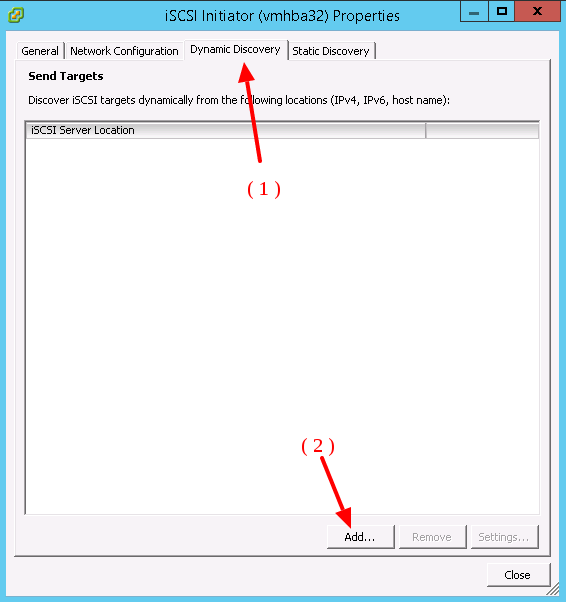 iSCSI Initiator (vmhba32) Properties
General Network Configuration Dynamic Discovery Static Discovery
Send Targets
Discover iSCSI targets dynamically from the following locations (IPv4, IPv6, host name):
iSCSI Server Location
( 1 )
( 2 )
Add... Remove Settings...
Close